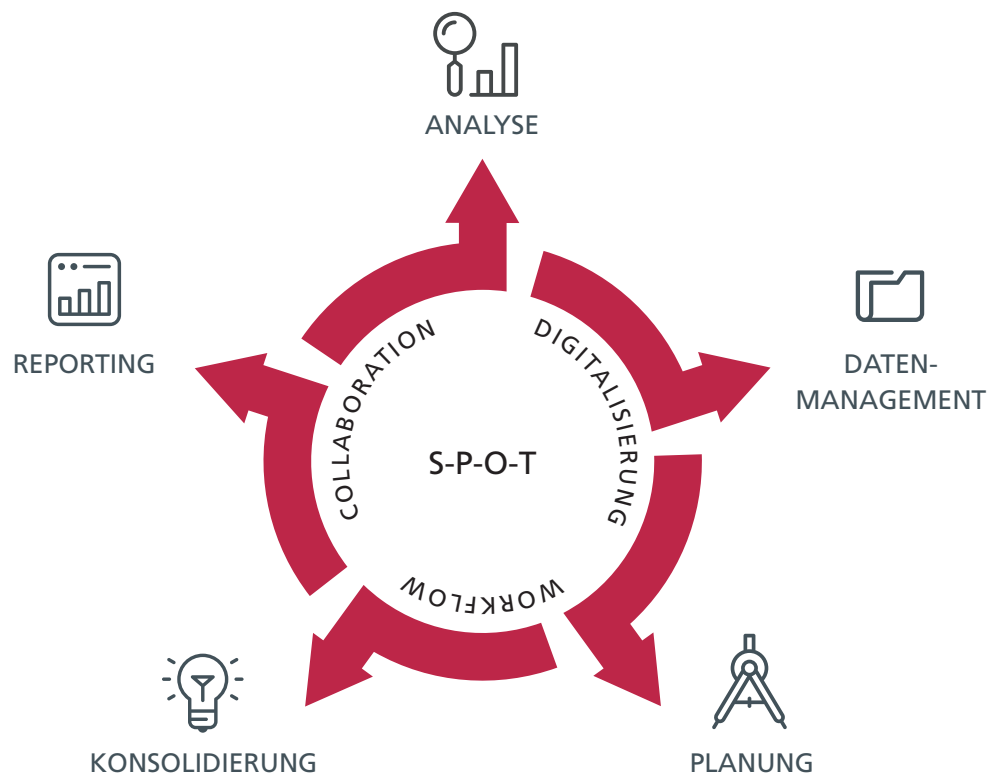 ANALYSE
REPORTING
DATEN-
MANAGEMENT
COLLABORATION
DIGITALISIERUNG
S-P-O-T
WORKFLOW
KONSOLIDIERUNG
PLANUNG